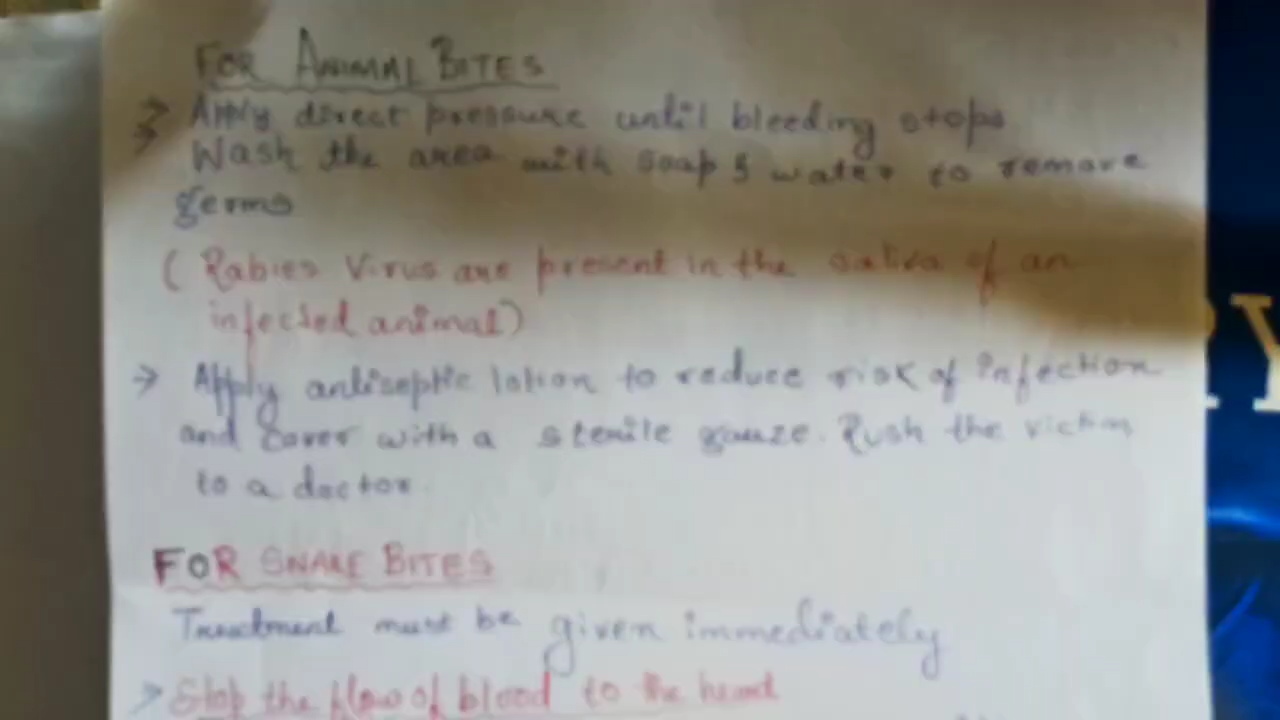 FOR ANIMAL BITES
→ Apply direct pressure until bleeding stops
→ Wash the area with soap & water to remove
germs
( Rabies Virus are present in the saliva of an
infected animal)
→ Apply antiseptic lotion to reduce risk of infection
and cover with a sterile gauze. Rush the victim
to a doctor
FOR SNAKE BITES
Treatment must be given immediately
> Stop the flow of blood to the heart
RY